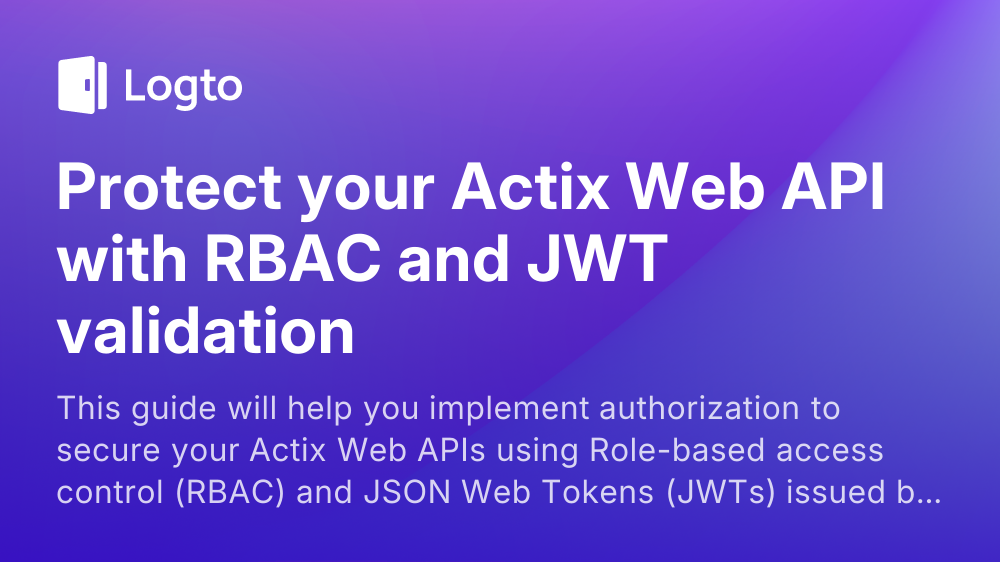 Logto
Protect your Actix Web API
with RBAC and JWT
validation
This guide will help you implement authorization to
secure your Actix Web APIs using Role-based access
control (RBAC) and JSON Web Tokens (JWTs) issued b...